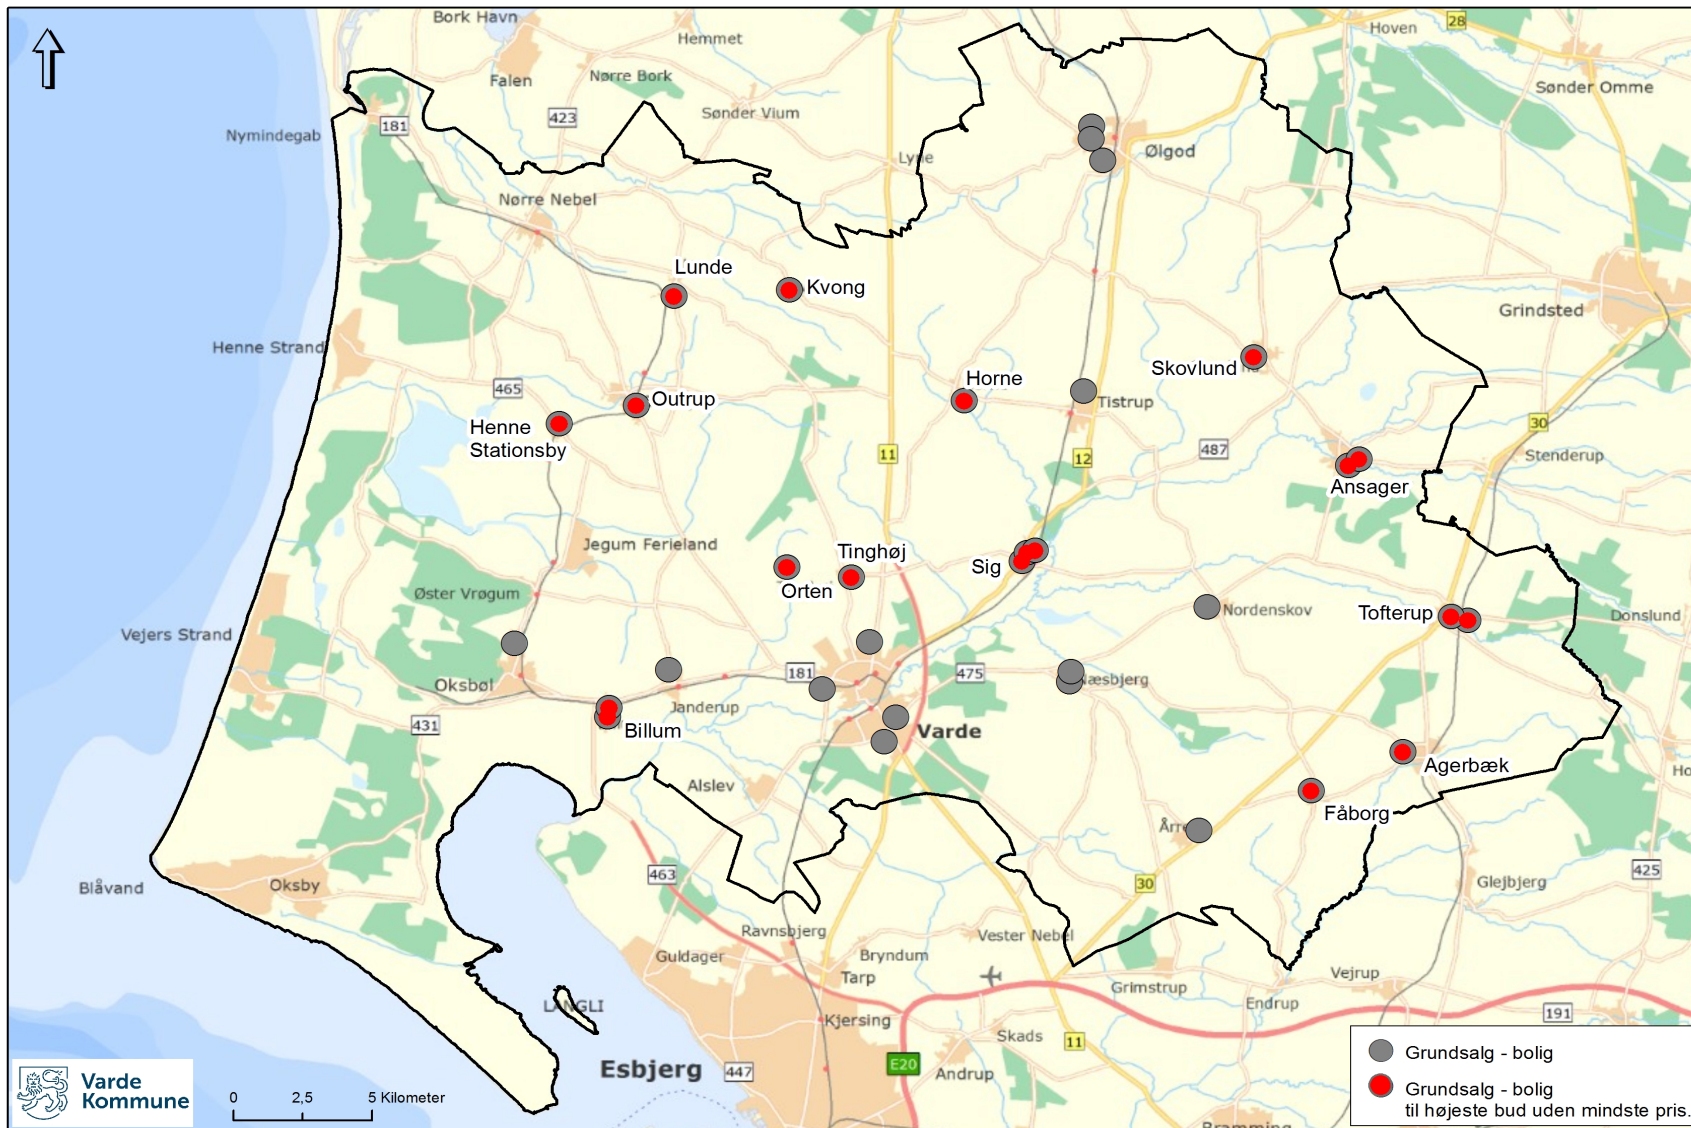 Bork Havn
Hemmet
28
Hoven
Falen
Nørre Bork
Sønder Omme
423
Sønder Vium
181
Nymindegab
Lyne
Ølgod
Nørre Nebel
Lunde
Kvong
Grindsted
Henne Strand
Skovlund
Horne
465
Outrup
Tistrup
Henne
Stationsby
30
11
12
487
Stenderup
Ansager
Jegum Ferieland
Tinghøj
Sig
Orten
Øster Vrøgum
Nordenskov
Tofterup
Donslund
Vejers Strand
181
475
Næsbjerg
Oksbøl
Janderup
431
Billum
Varde
Agerbæk
Alslev
Fåborg
Årre
463
425
Blåvand
Oksby
30
Glejbjerg
Ravnsbjerg
Vester Nebel
Guldager
Bryndum
Tarp
Vejrup
Grimstrup
Endrup
LANGLI
Kjersing
191
Skads
11
Esbjerg
447
E20
Andrup
Bramming
Varde
Kommune
0 2,5 5 Kilometer
Grundsalg - bolig
Grundsalg - bolig
til højeste bud uden mindste pris.